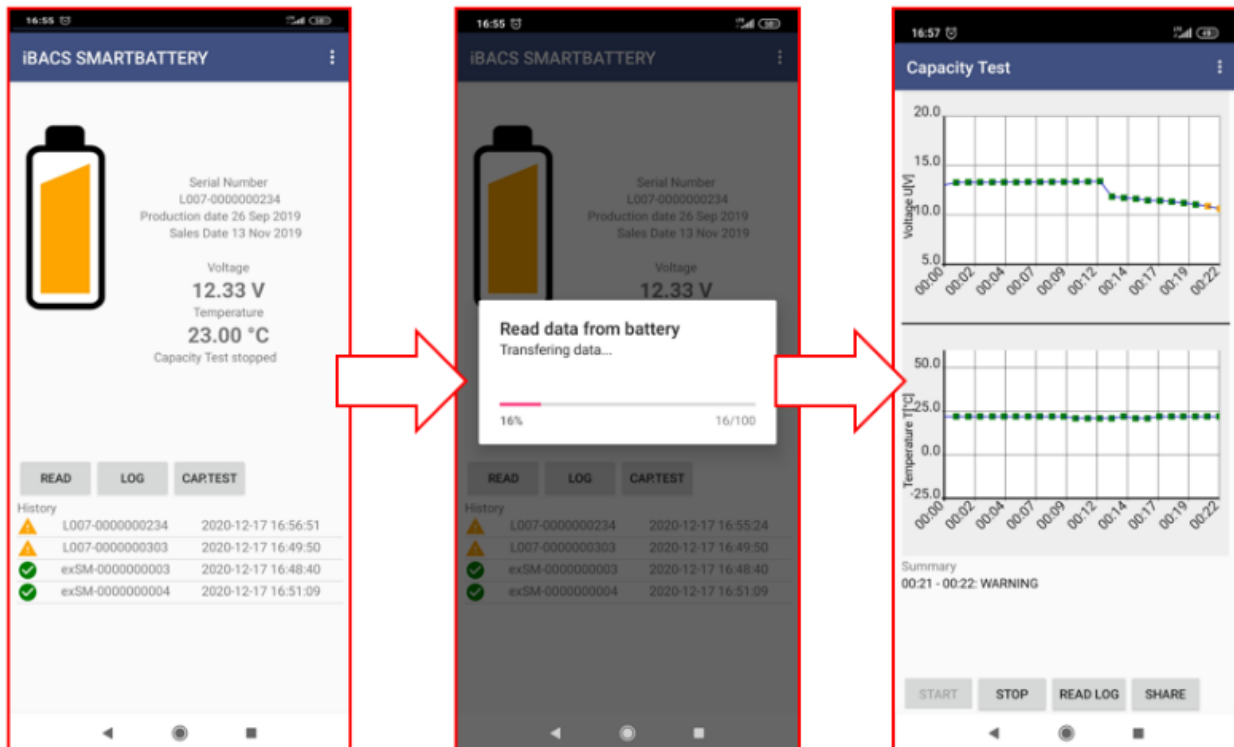 16:55
58
iBACS SMARTBATTERY
Serial Number
L007-0000000234
Production date 26 Sep 2019
Sales Date 13 Nov 2019
Voltage
12.33 V
Temperature
23.00 °C
Capacity Test stopped
READ LOG CAP.TEST
History
L007-0000000234 2020-12-17 16:56:51
L007-0000000303 2020-12-17 16:49:50
exSM-0000000003 2020-12-17 16:48:40
exSM-0000000004 2020-12-17 16:51:09
16:55
iBACS SMARTBATTERY
Serial Number
L007-0000000234
Production date 26 Sep 2019
Sales Date 13 Nov 2019
Voltage
12.33 V
Read data from battery
Transfering data...
16% 16/100
READ LOG CAP.TEST
History
L007-0000000234 2020-12-17 16:55:24
L007-0000000303 2020-12-17 16:49:50
exSM-0000000003 2020-12-17 16:48:40
exSM-0000000004 2020-12-17 16:51:09
16:57
Capacity Test
Voltage U[V]
20.0
15.0
10.0
5.0
00:00 00:02 00:04 00:07 00:09 00:12 00:14 00:17 00:19 00:22
Temperature T[°C]
50.0
25.0
0.0
-25.0
00:00 00:02 00:04 00:07 00:09 00:12 00:14 00:17 00:19 00:22
Summary
00:21 - 00:22: WARNING
START STOP READ LOG SHARE